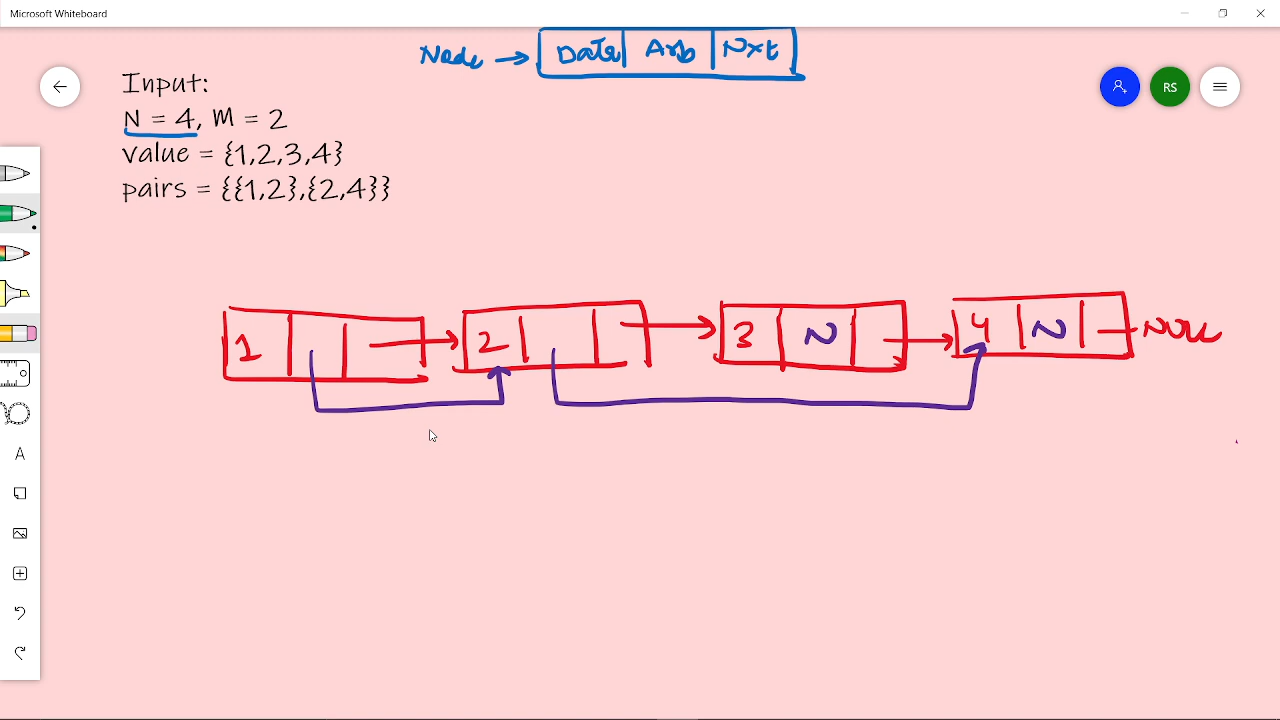 Microsoft Whiteboard
Node → Data Arb Nxt
Input:
N = 4, M = 2
value = {1,2,3,4}
pairs = {{1,2},{2,4}}
RS
1 2 3 N 4 N NULL
A